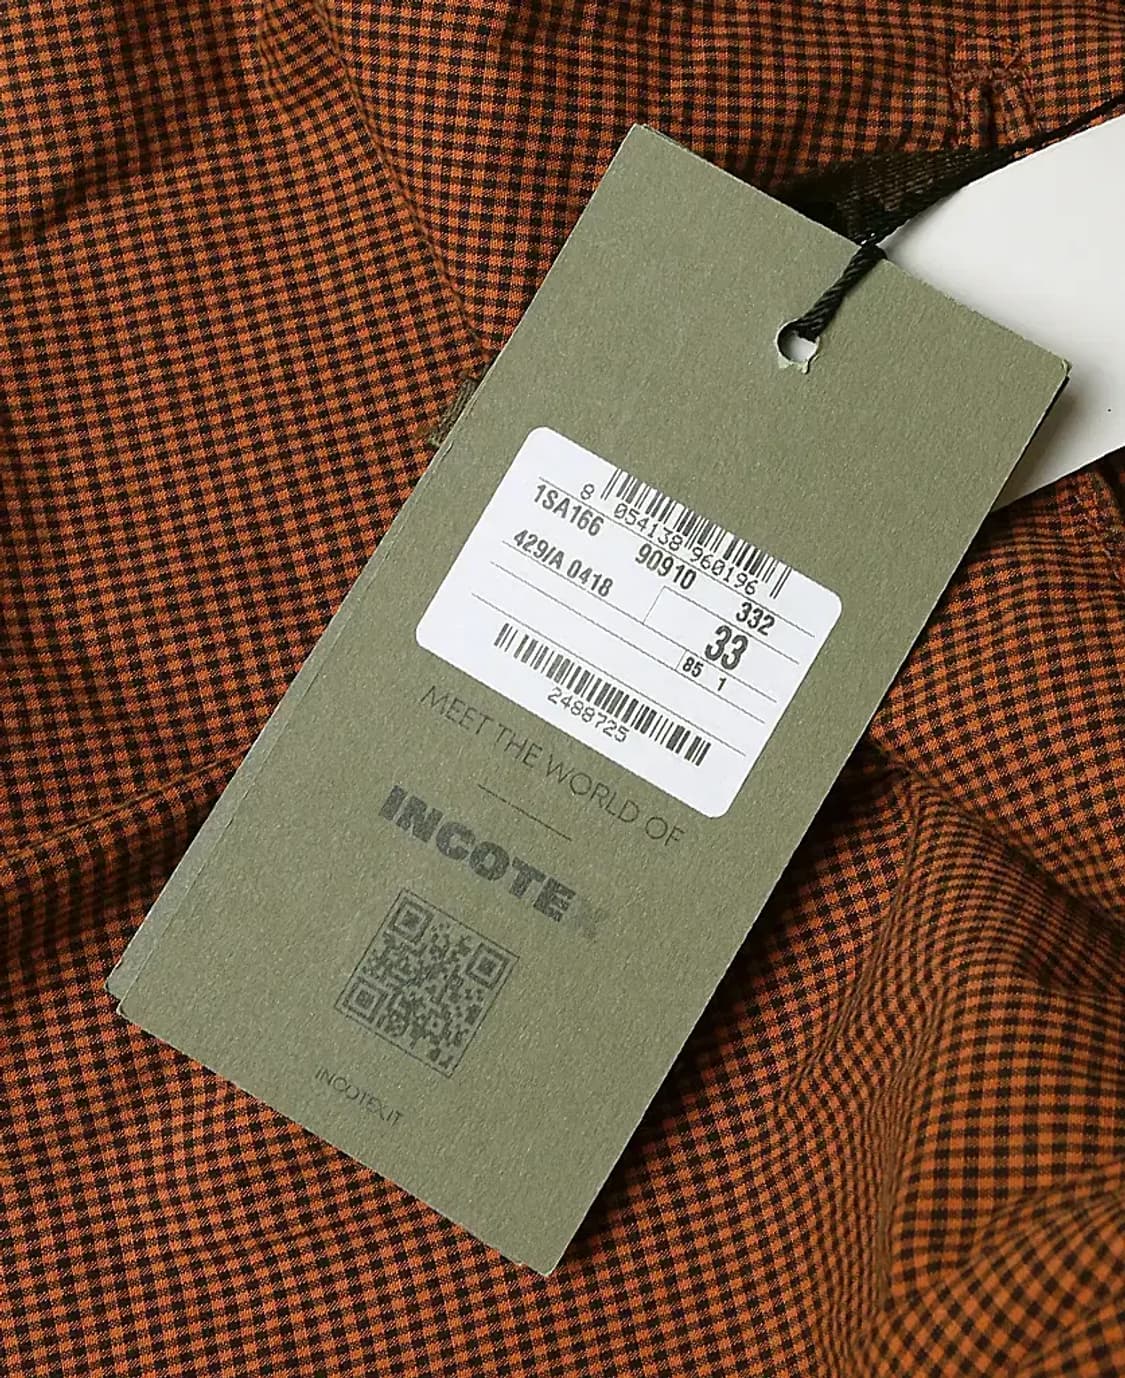 8 054138 960196
1SA166 90910 332
429/A 0418 33
85 1
2488725
MEET THE WORLD OF
INCOTEX
INCOTEX.IT